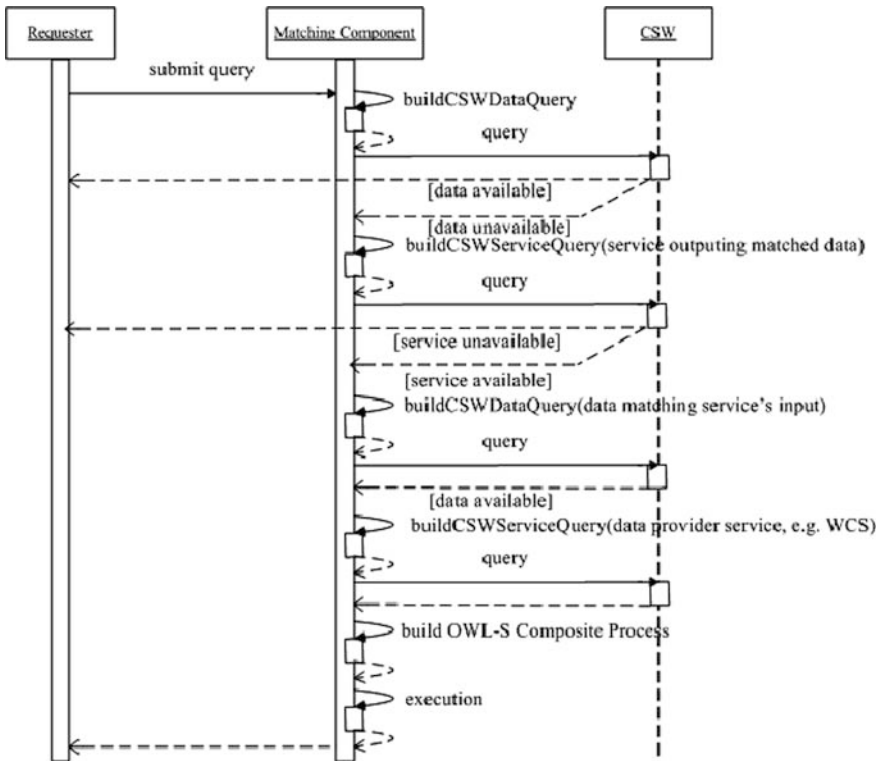 Requester
Matching Component
CSW
submit query
buildCSWDataQuery
query
[data available]
[data unavailable]
buildCSWServiceQuery(service outputing matched data)
query
[service unavailable]
[service available]
buildCSWDataQuery(data matching service's input)
query
[data available]
buildCSWServiceQuery(data provider service, e.g. WCS)
query
build OWL-S Composite Process
execution